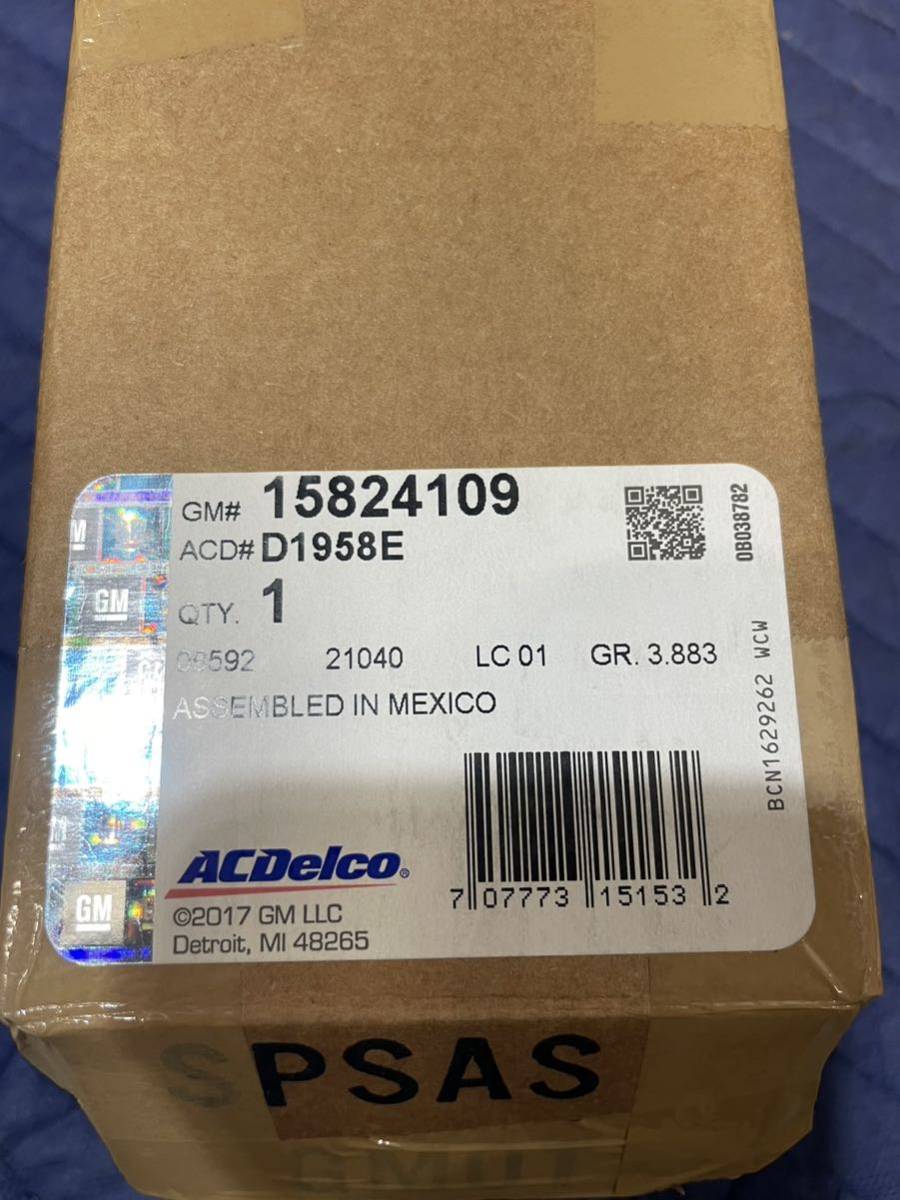 GM# 15824109
ACD# D1958E
QTY. 1
08592 21040 LC 01 GR. 3.883
ASSEMBLED IN MEXICO
0B038782
BCN1629262 WCW
GM
GM
ACDelco®
©2017 GM LLC
Detroit, MI 48265
7 07773 15153 2
SPSAS